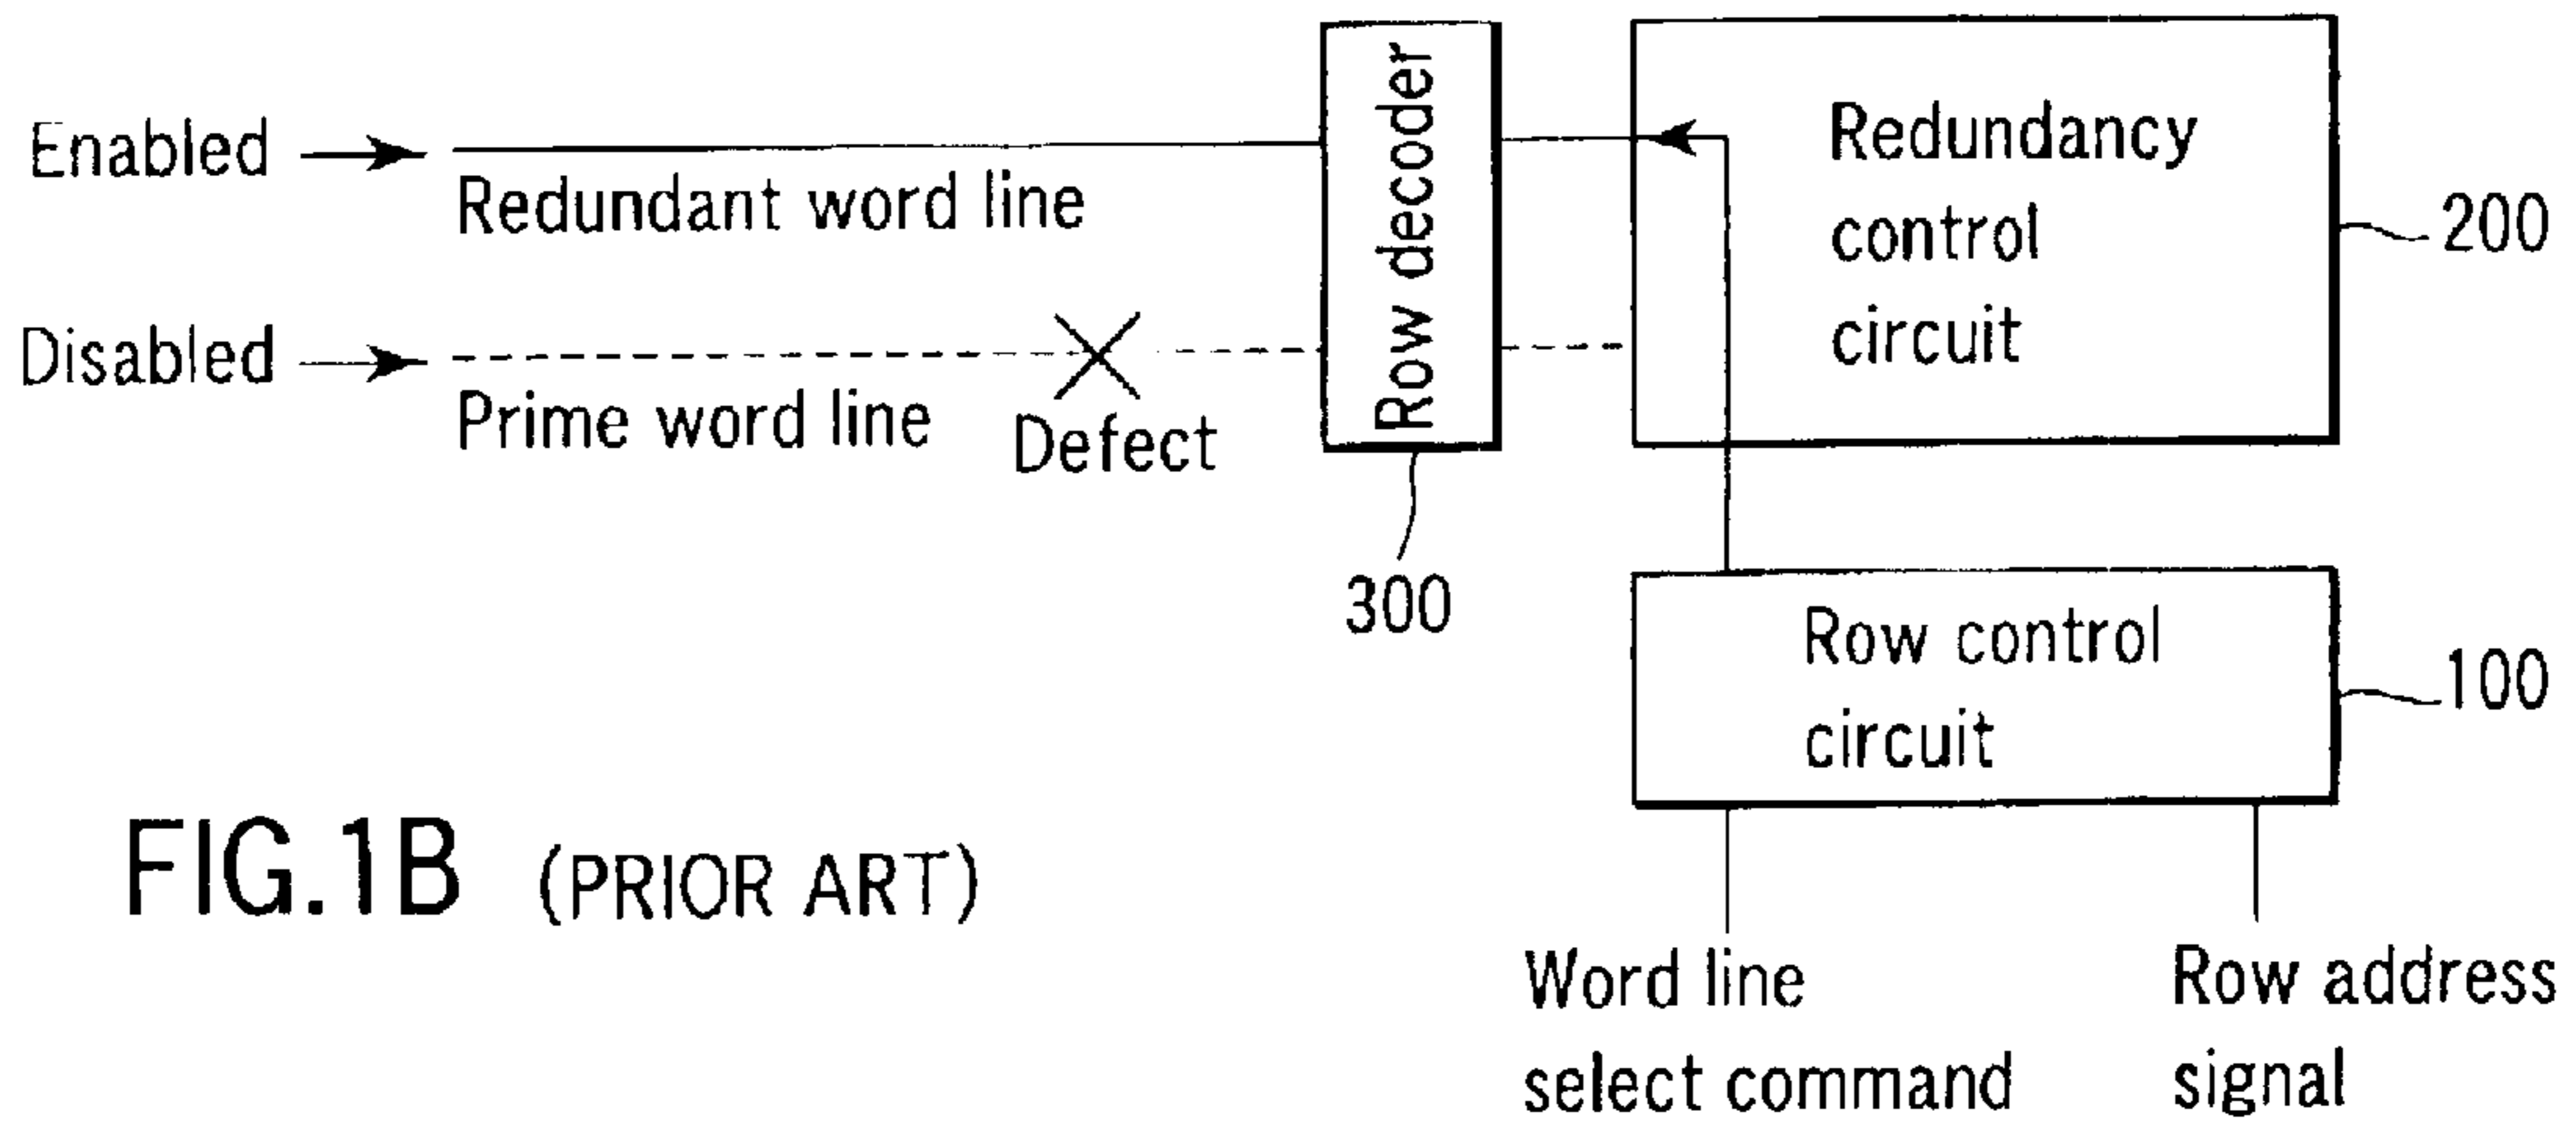 Enabled
Redundant word line
Disabled
Prime word line
Defect
Row decoder
300
Redundancy
control
circuit
200
Row control
circuit
100
Word line
select command
Row address
signal
FIG.1B (PRIOR ART)